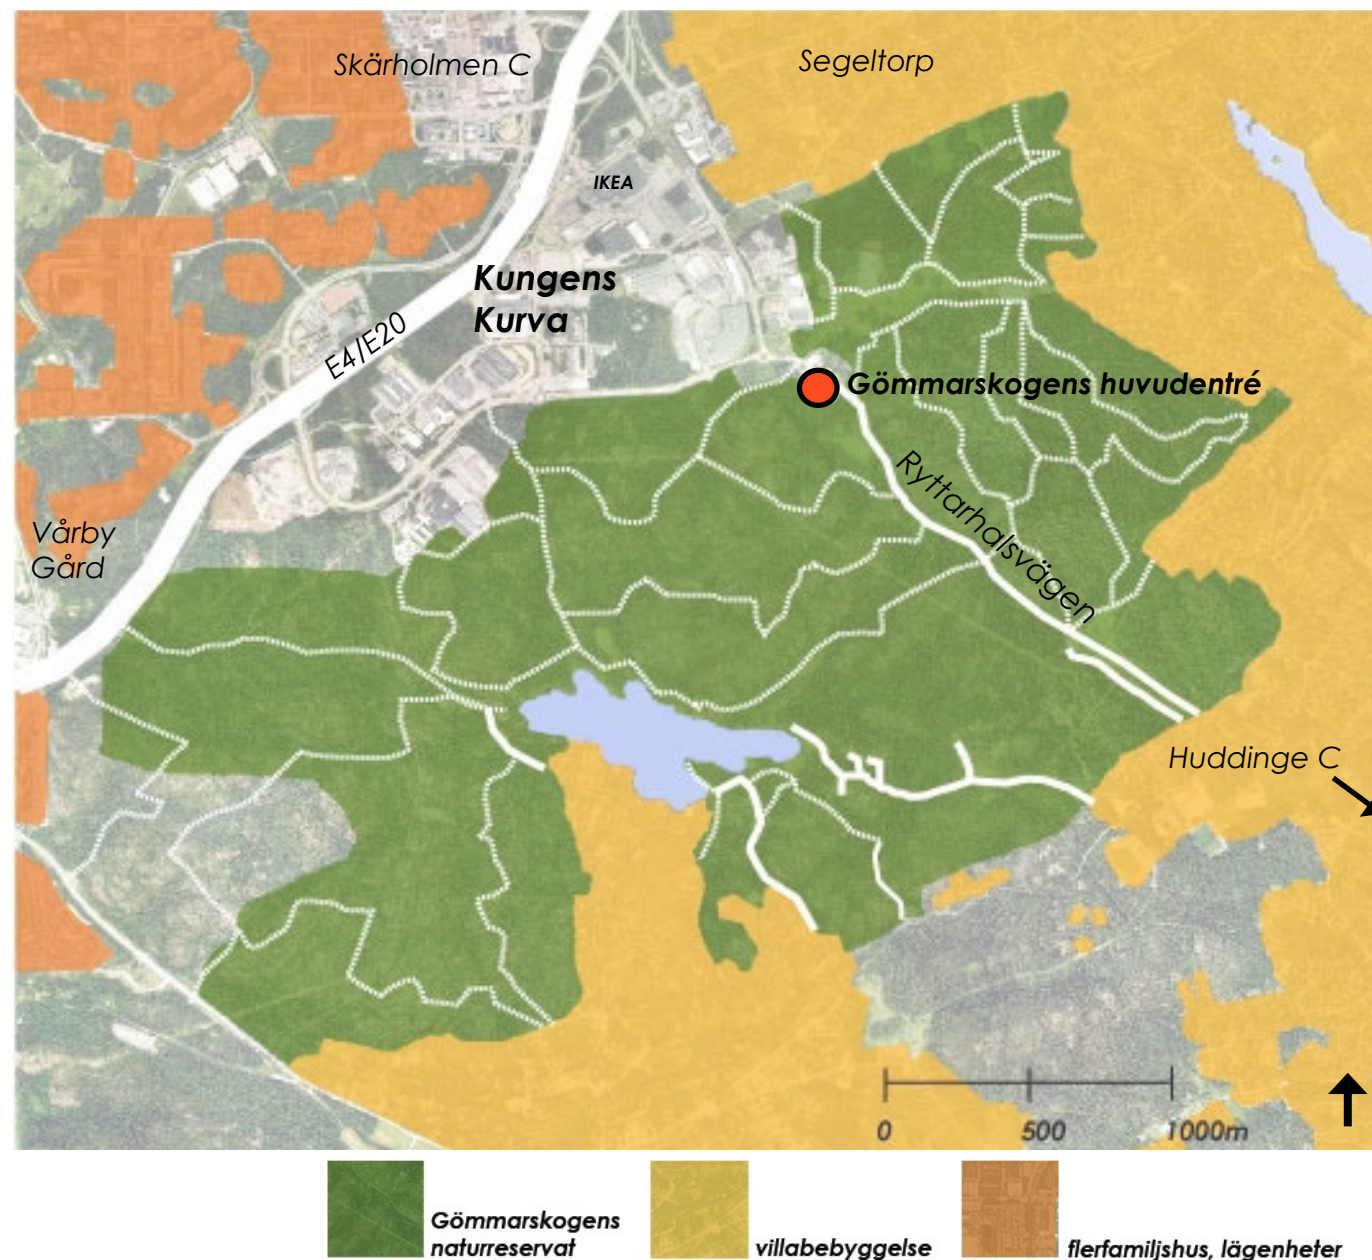 Skärholmen C
Segeltorp
IKEA
Kungens
Kurva
E4/E20
Gömmarskogens huvudentré
Ryttarhalsvägen
Vårby
Gård
Huddinge C
0 500 1000m
Gömmarskogens
naturreservat
villabebyggelse
flerfamiljshus, lägenheter